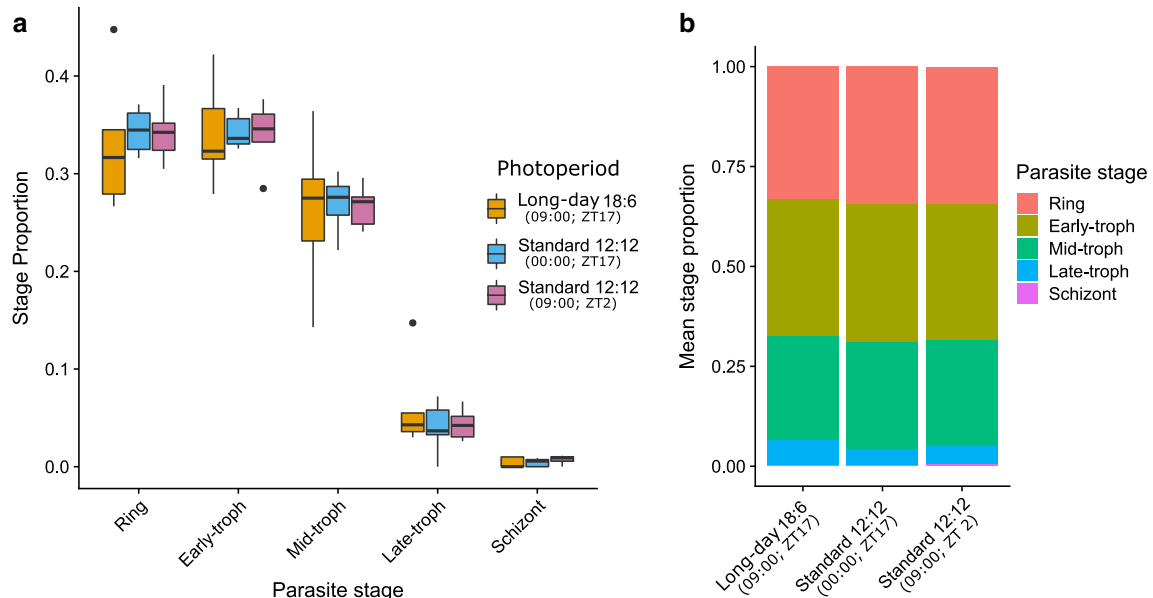 a
Stage Proportion
0.4
0.3
0.2
0.1
0.0
Ring
Early-troph
Mid-troph
Late-troph
Schizont
Parasite stage
Photoperiod
Long-day 18:6
(09:00; ZT17)
Standard 12:12
(00:00; ZT17)
Standard 12:12
(09:00; ZT2)
b
Mean stage proportion
1.00
0.75
0.50
0.25
0.00
Long-day 18:6
(09:00; ZT17)
Standard 12:12
(00:00; ZT17)
Standard 12:12
(09:00; ZT 2)
Parasite stage
Ring
Early-troph
Mid-troph
Late-troph
Schizont